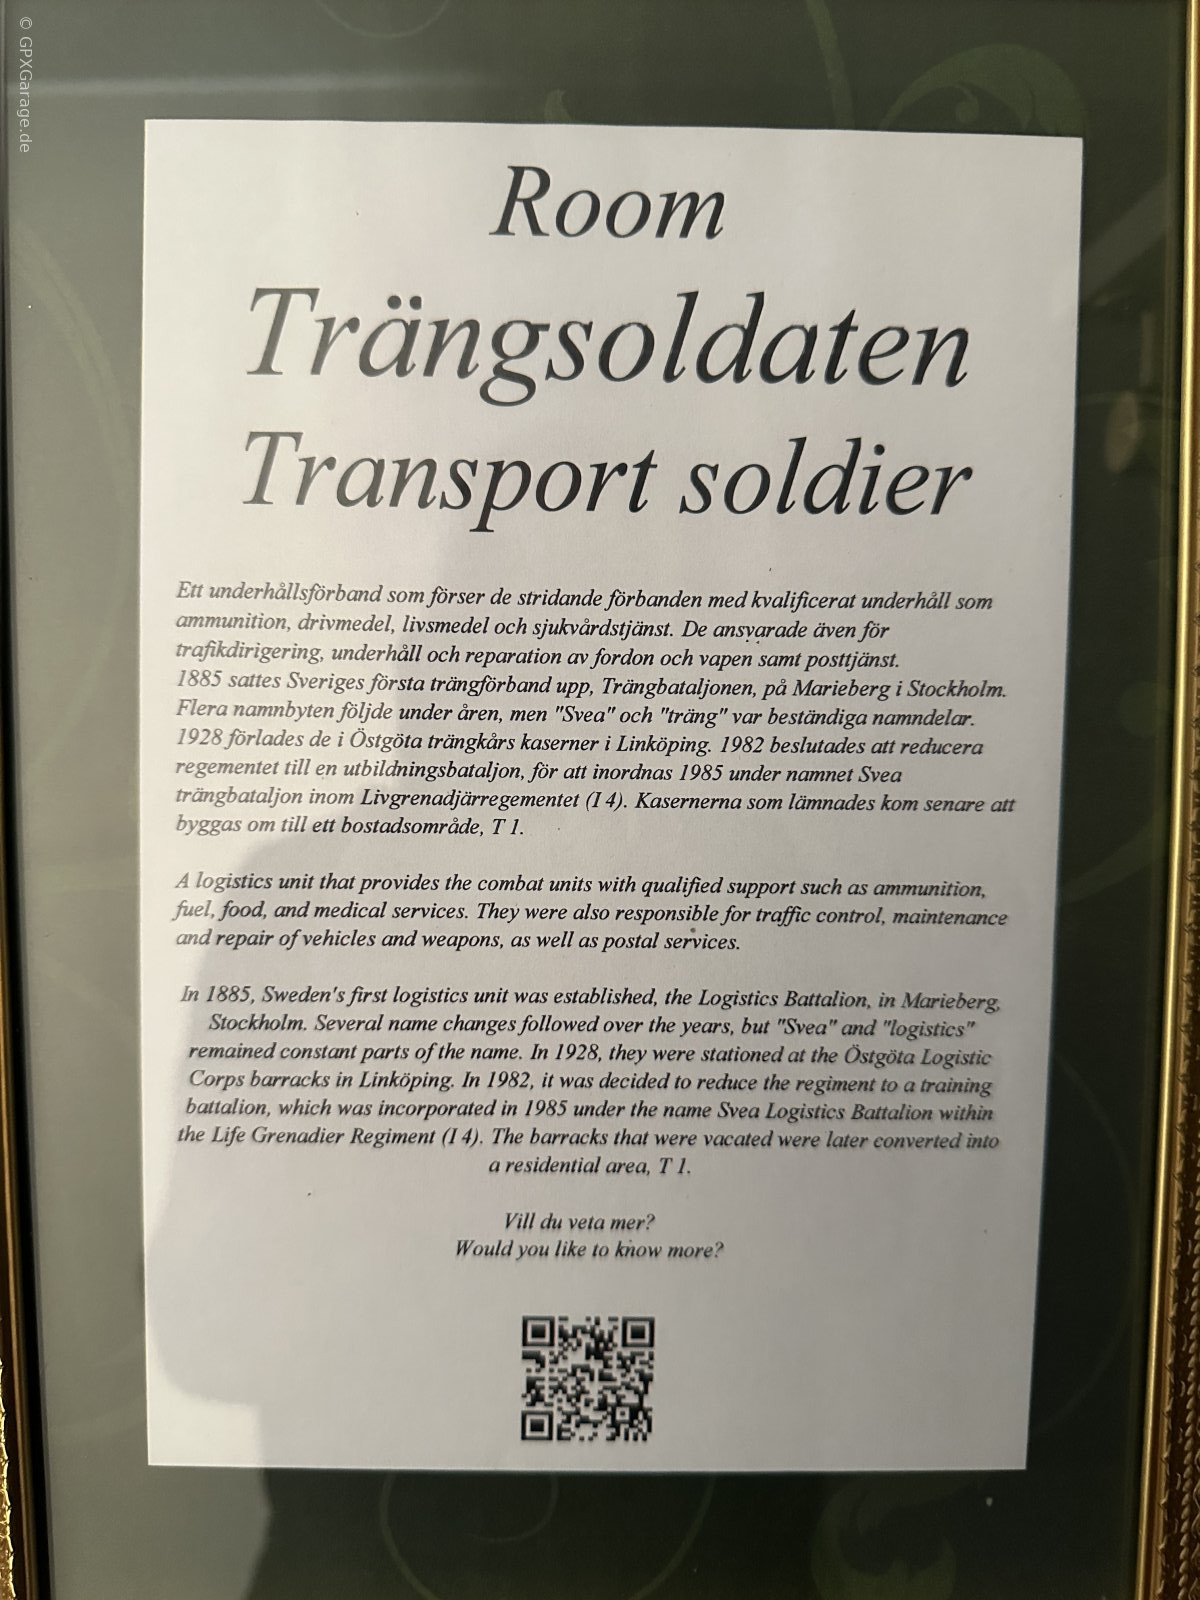 © GPXGarage.de
Room
Trängsoldaten
Transport soldier
Ett underhållsförband som förser de stridande förbanden med kvalificerat underhåll som
ammunition, drivmedel, livsmedel och sjukvårdstjänst. De ansvarade även för
trafikdirigering, underhåll och reparation av fordon och vapen samt posttjänst.
1885 sattes Sveriges första trängförband upp, Trängbataljonen, på Marieberg i Stockholm.
Flera namnbyten följde under åren, men "Svea" och "träng" var beständiga namndelar.
1928 förlades de i Östgöta trängkårs kaserner i Linköping. 1982 beslutades att reducera
regementet till en utbildningsbataljon, för att inordnas 1985 under namnet Svea
trängbataljon inom Livgrenadjärregementet (I 4). Kasernerna som lämnades kom senare att
byggas om till ett bostadsområde, T 1.
A logistics unit that provides the combat units with qualified support such as ammunition,
fuel, food, and medical services. They were also responsible for traffic control, maintenance
and repair of vehicles and weapons, as well as postal services.
In 1885, Sweden's first logistics unit was established, the Logistics Battalion, in Marieberg,
Stockholm. Several name changes followed over the years, but "Svea" and "logistics"
remained constant parts of the name. In 1928, they were stationed at the Östgöta Logistic
Corps barracks in Linköping. In 1982, it was decided to reduce the regiment to a training
battalion, which was incorporated in 1985 under the name Svea Logistics Battalion within
the Life Grenadier Regiment (I 4). The barracks that were vacated were later converted into
a residential area, T 1.
Vill du veta mer?
Would you like to know more?